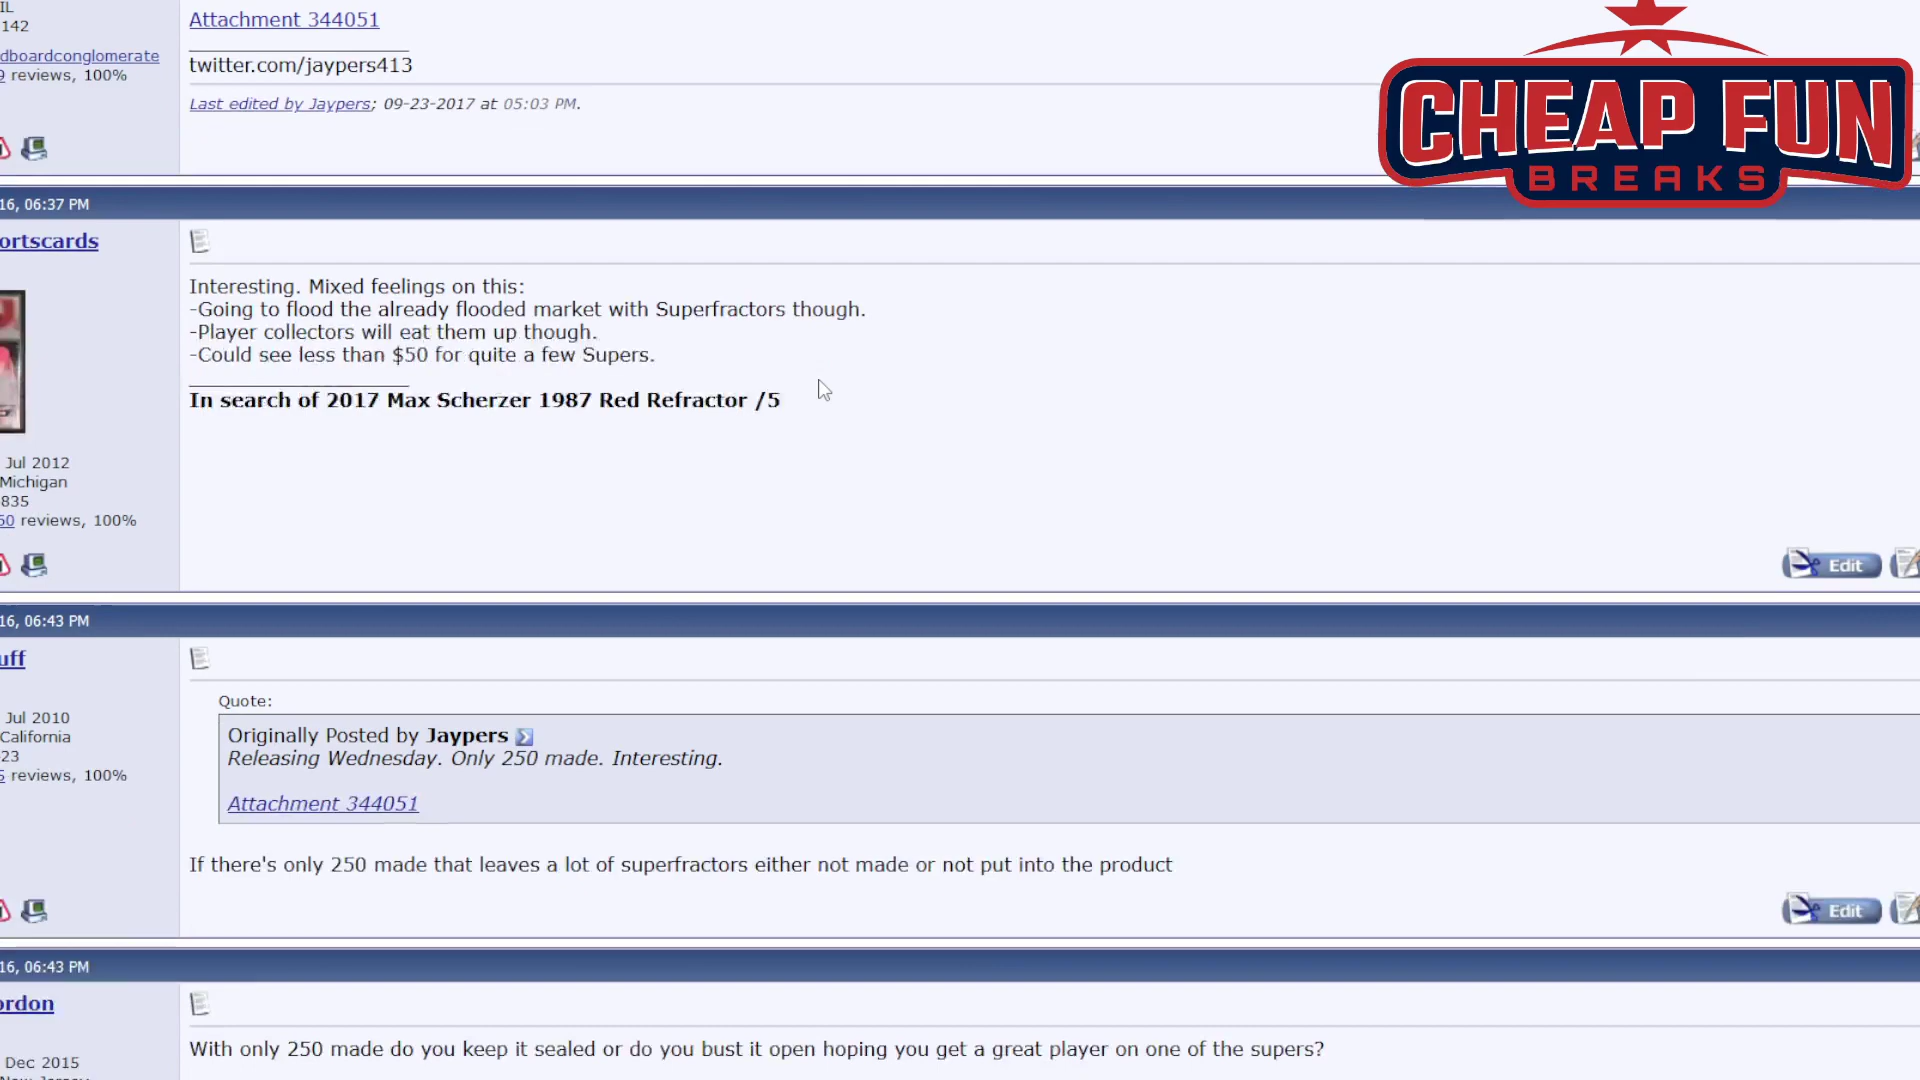 IL
142
Attachment 344051
dboardconglomerate
9 reviews, 100%
twitter.com/jaypers413
Last edited by Jaypers; 09-23-2017 at 05:03 PM.
CHEAP FUN
BREAKS
16, 06:37 PM
ortscards
Interesting. Mixed feelings on this:
-Going to flood the already flooded market with Superfractors though.
-Player collectors will eat them up though.
-Could see less than $50 for quite a few Supers.
In search of 2017 Max Scherzer 1987 Red Refractor /5
Jul 2012
Michigan
835
50 reviews, 100%
Edit
16, 06:43 PM
uff
Quote:
Jul 2010
California
23
5 reviews, 100%
Originally Posted by Jaypers
Releasing Wednesday. Only 250 made. Interesting.
Attachment 344051
If there's only 250 made that leaves a lot of superfractors either not made or not put into the product
Edit
16, 06:43 PM
ordon
Dec 2015
With only 250 made do you keep it sealed or do you bust it open hoping you get a great player on one of the supers?